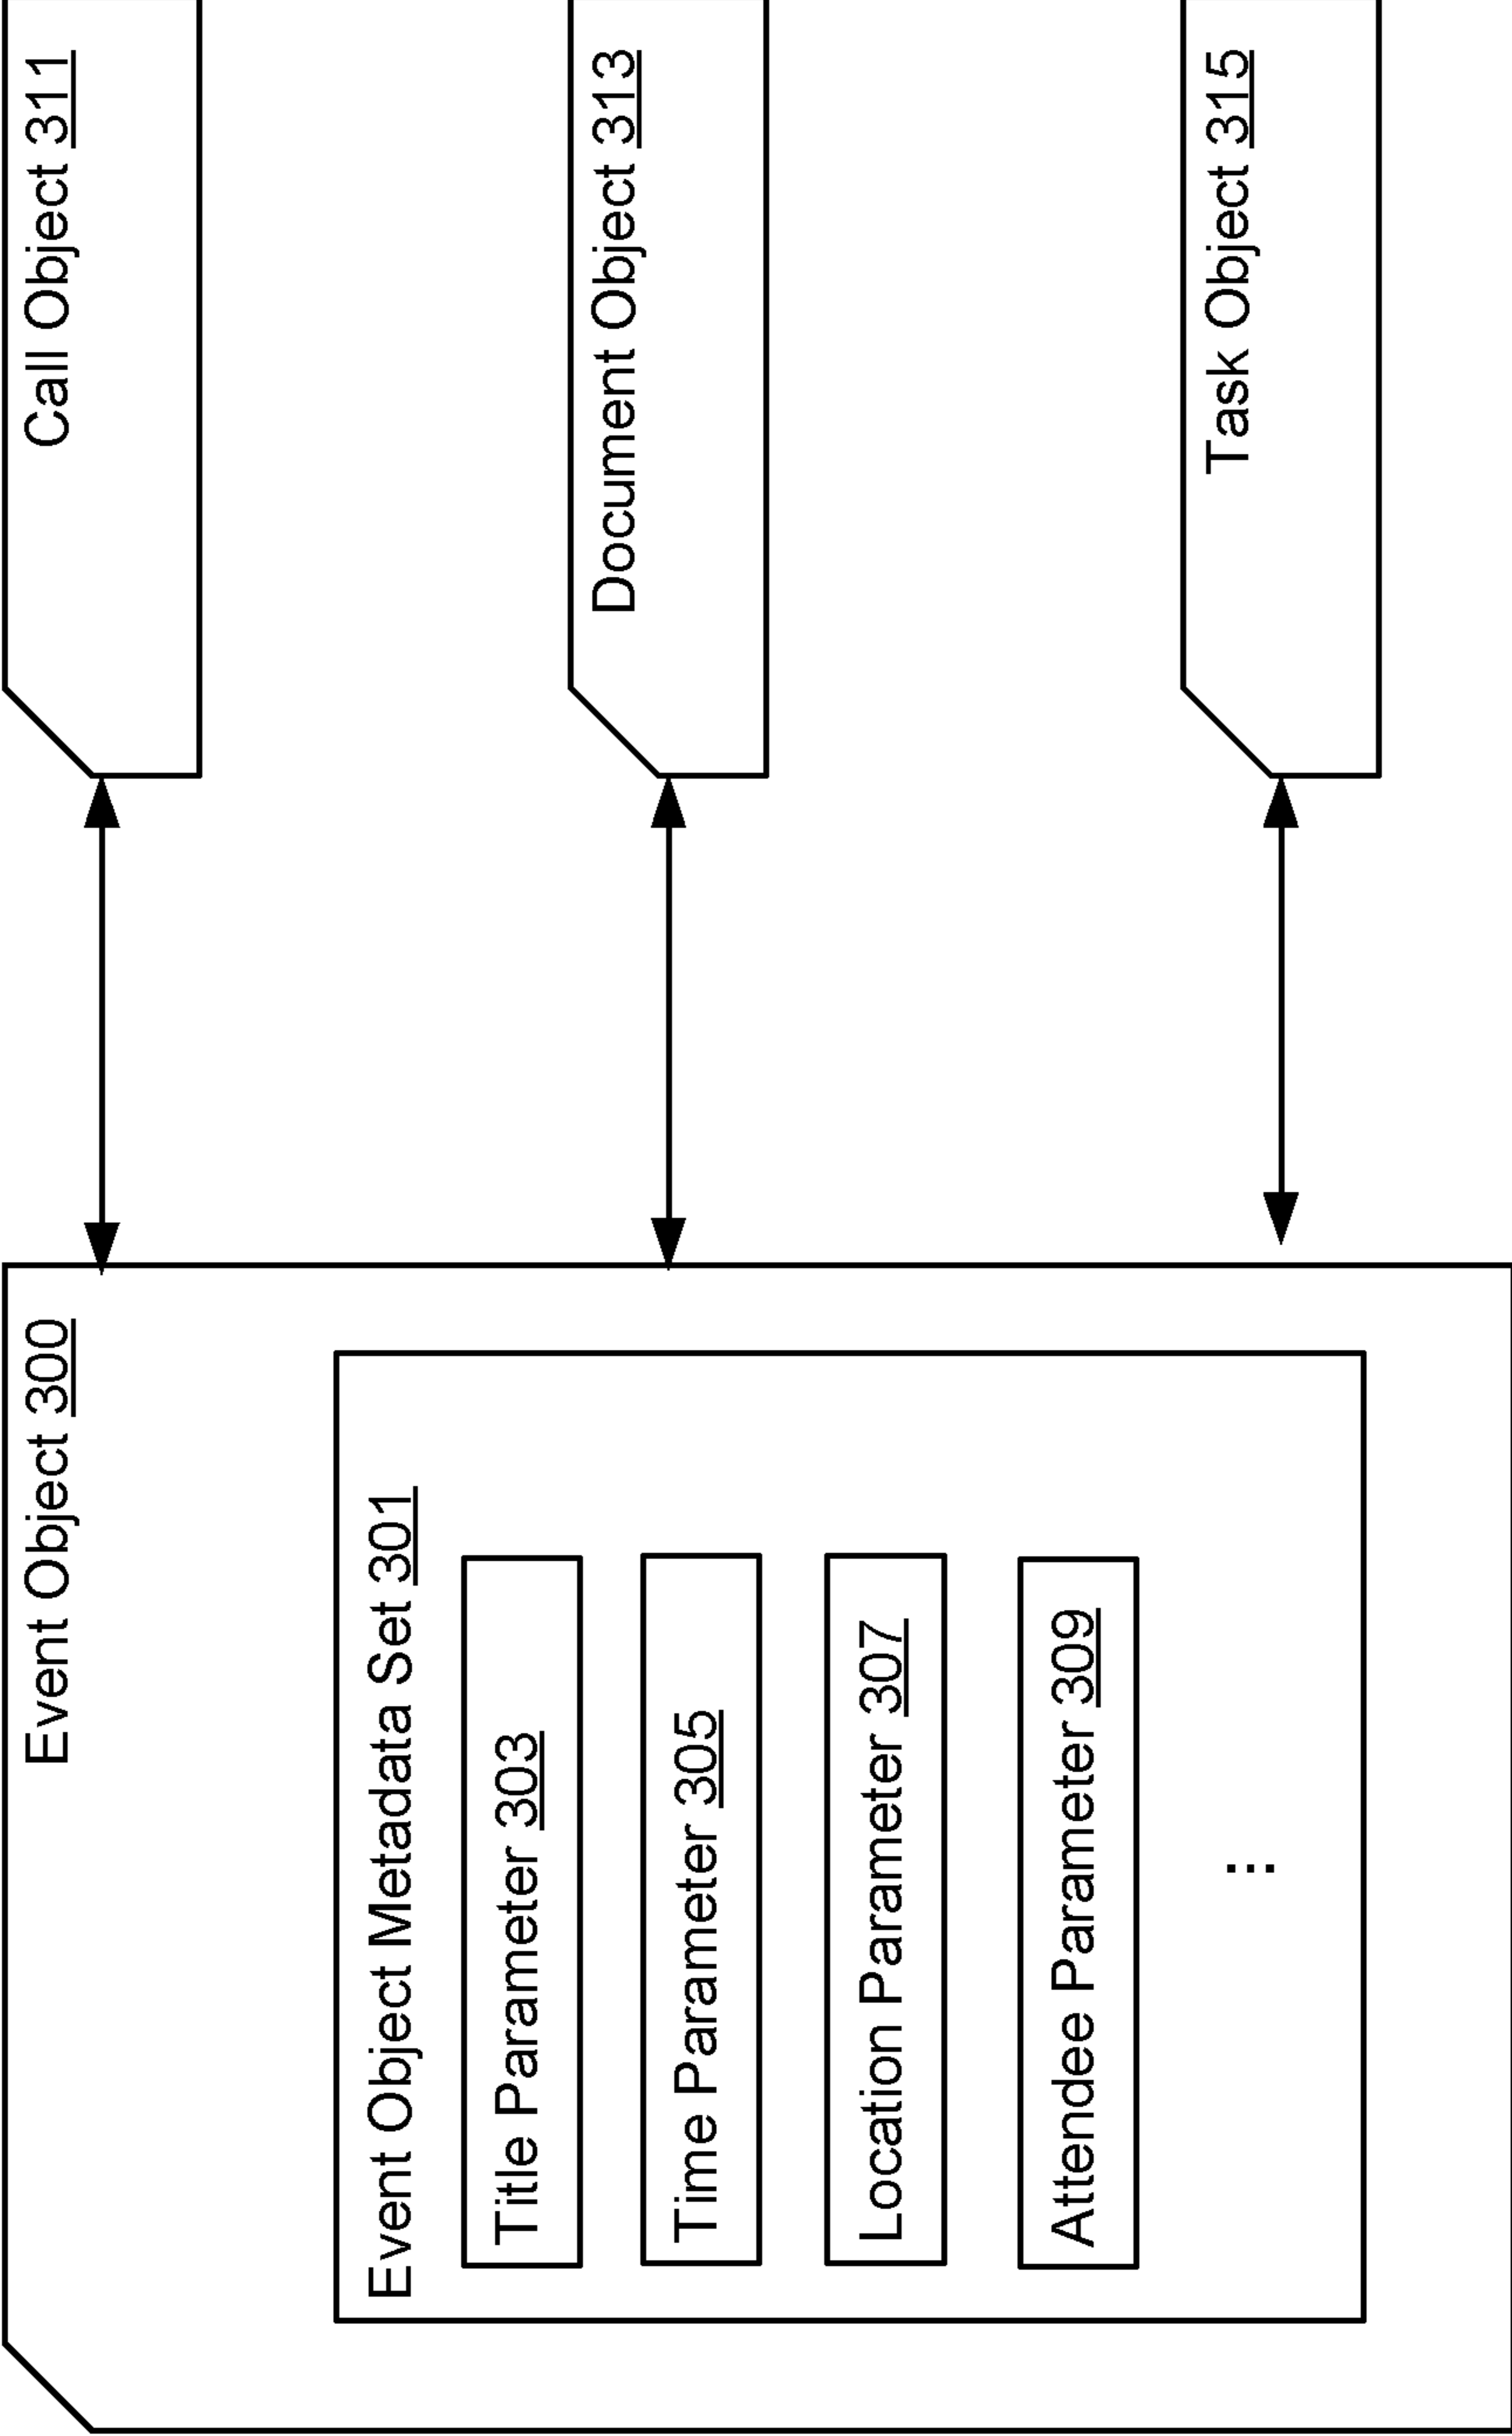 Event Object 300
Event Object Metadata Set 301
Title Parameter 303
Time Parameter 305
Location Parameter 307
Attendee Parameter 309
...
Call Object 311
Document Object 313
Task Object 315